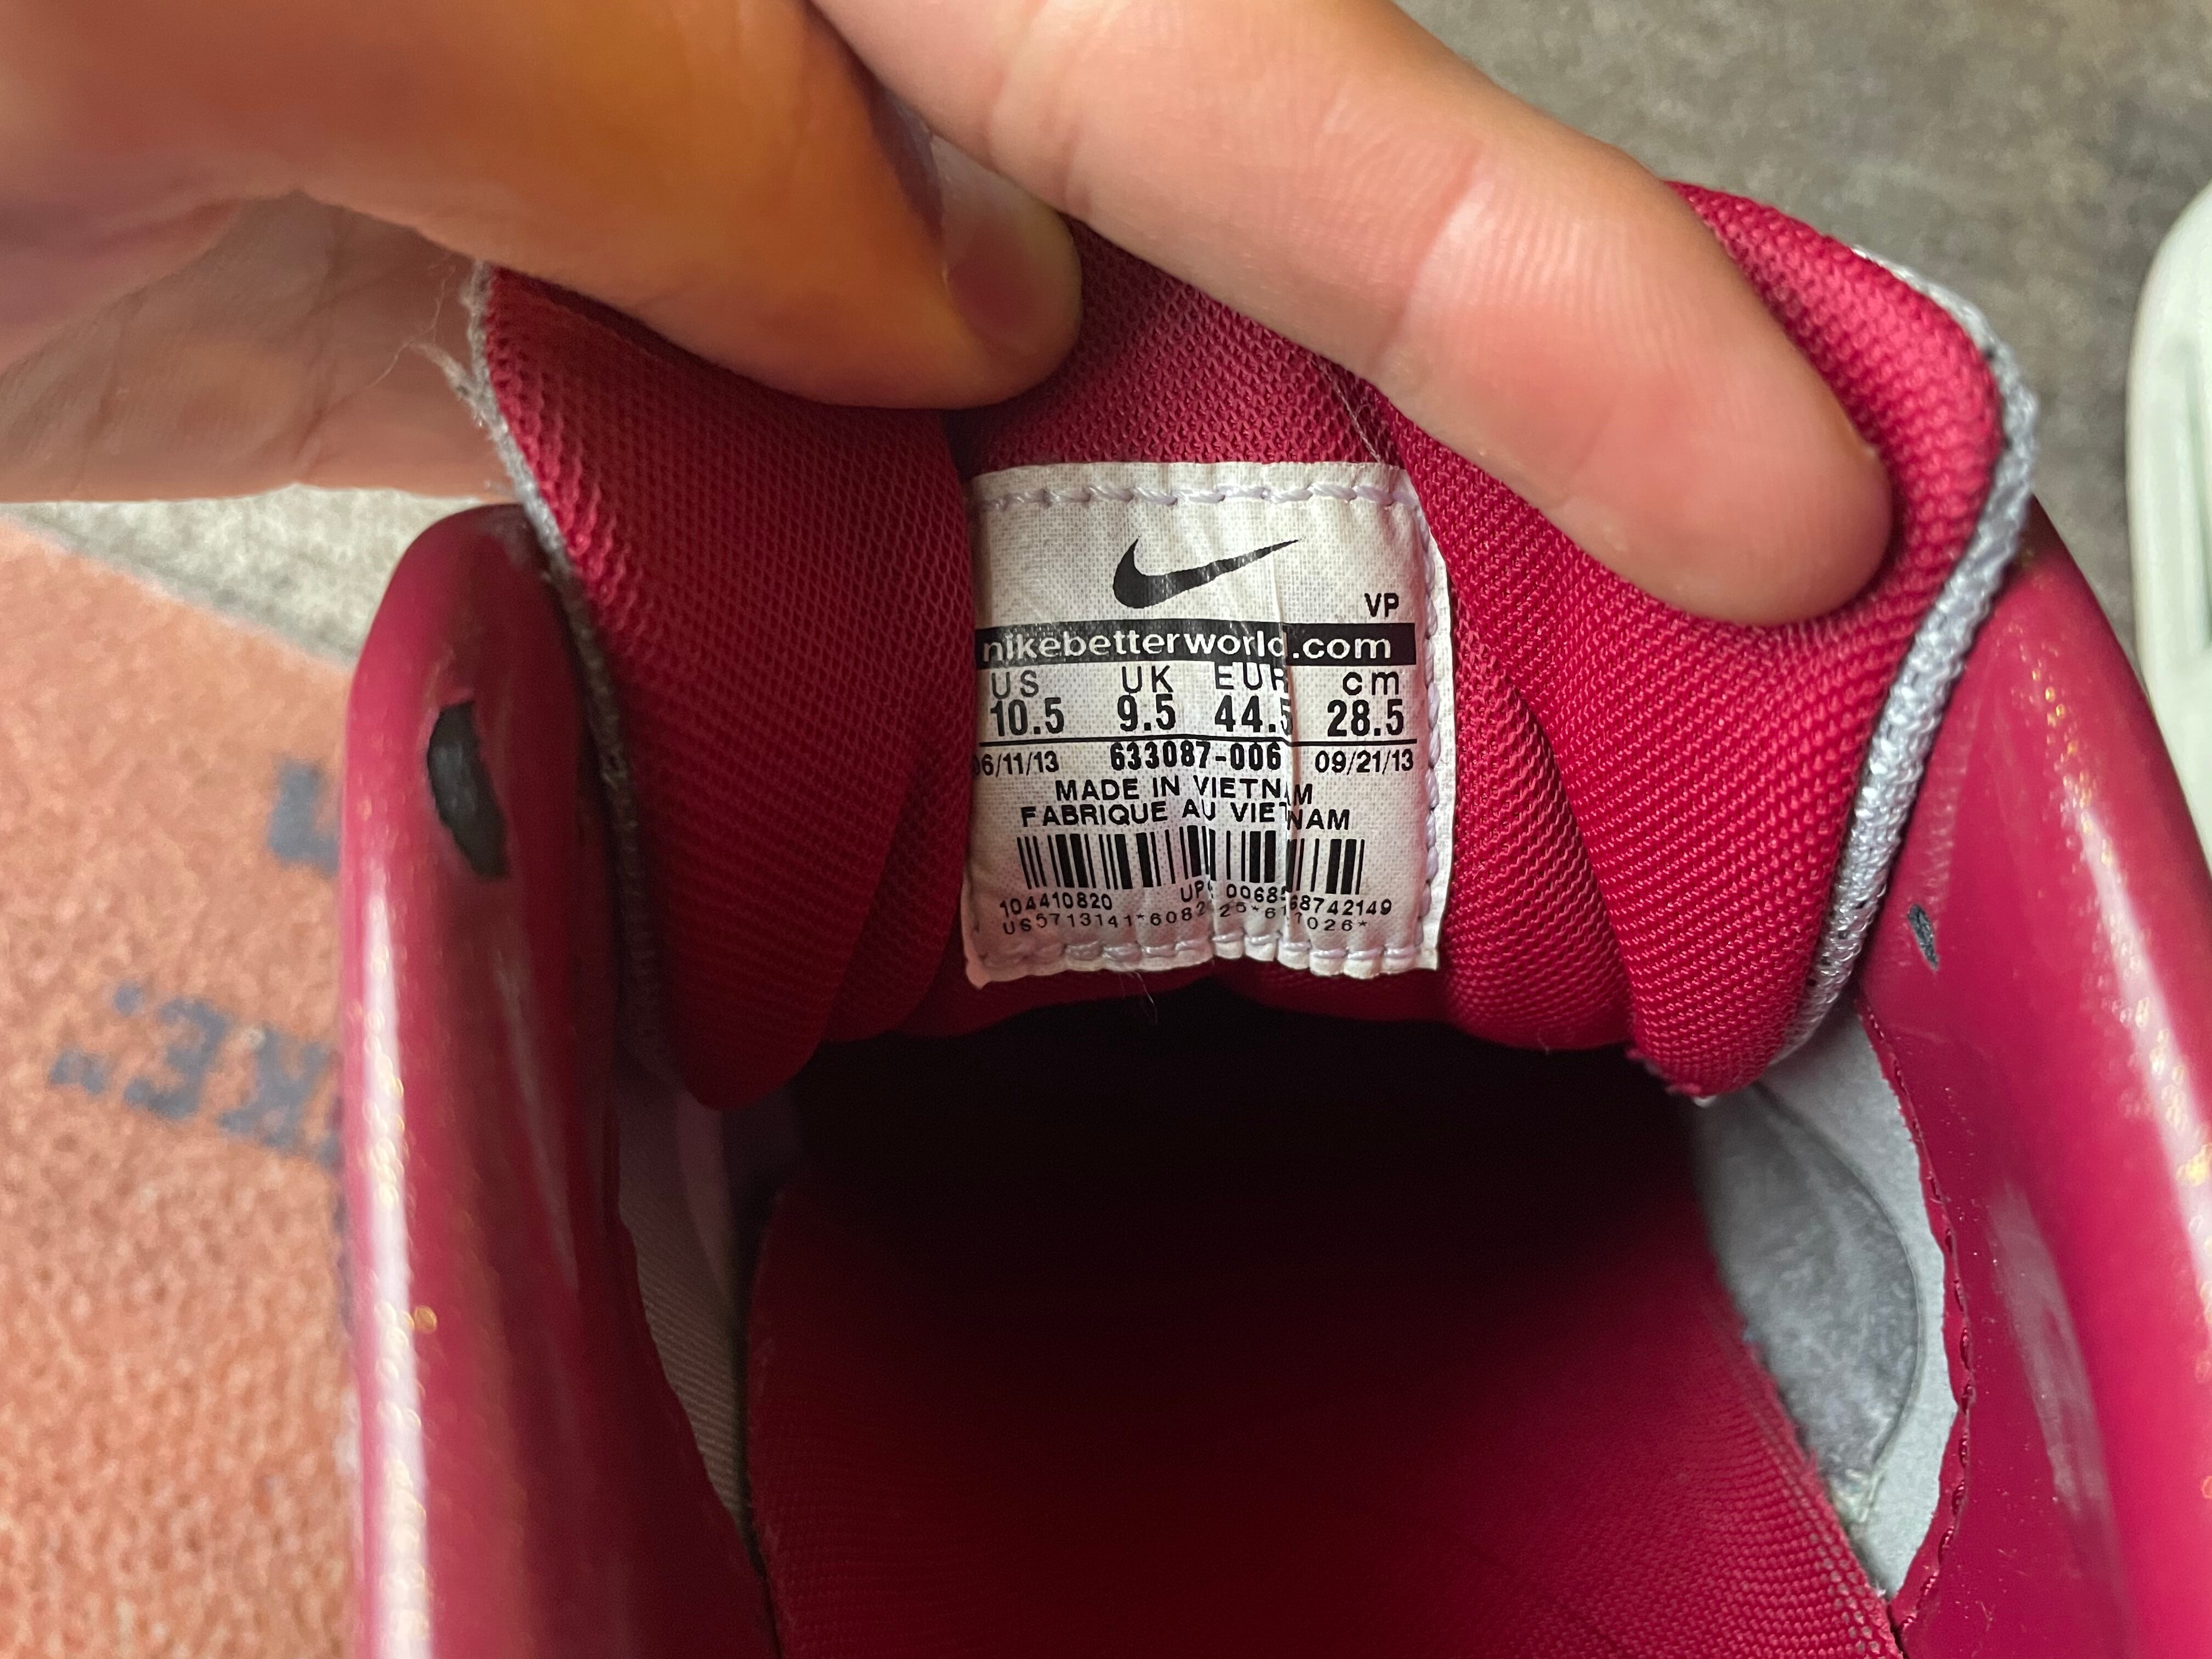 VP
nikebetterworld.com
US UK EUR cm
10.5 9.5 44.5 28.5
06/11/13 633087-006 09/21/13
MADE IN VIETNAM
FABRIQUE AU VIETNAM
104410820